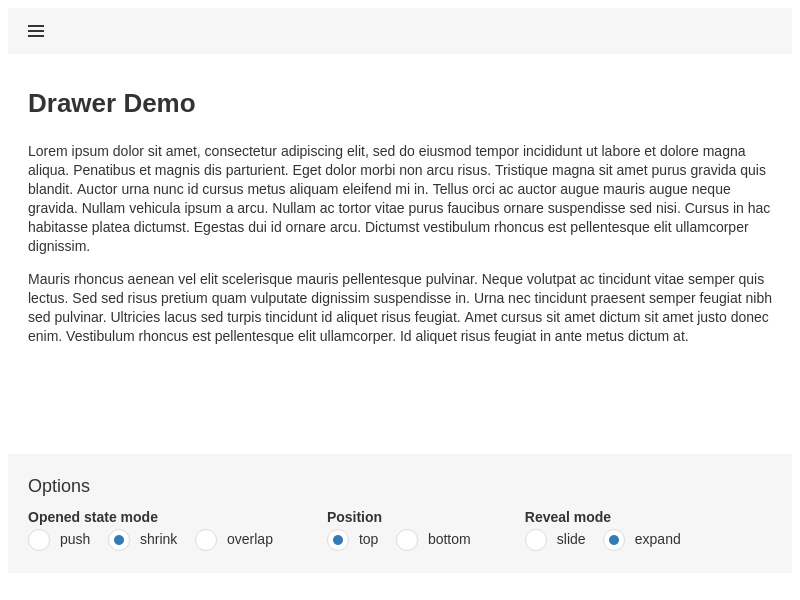 Drawer Demo
Lorem ipsum dolor sit amet, consectetur adipiscing elit, sed do eiusmod tempor incididunt ut labore et dolore magna
aliqua. Penatibus et magnis dis parturient. Eget dolor morbi non arcu risus. Tristique magna sit amet purus gravida quis
blandit. Auctor urna nunc id cursus metus aliquam eleifend mi in. Tellus orci ac auctor augue mauris augue neque
gravida. Nullam vehicula ipsum a arcu. Nullam ac tortor vitae purus faucibus ornare suspendisse sed nisi. Cursus in hac
habitasse platea dictumst. Egestas dui id ornare arcu. Dictumst vestibulum rhoncus est pellentesque elit ullamcorper
dignissim.
Mauris rhoncus aenean vel elit scelerisque mauris pellentesque pulvinar. Neque volutpat ac tincidunt vitae semper quis
lectus. Sed sed risus pretium quam vulputate dignissim suspendisse in. Urna nec tincidunt praesent semper feugiat nibh
sed pulvinar. Ultricies lacus sed turpis tincidunt id aliquet risus feugiat. Amet cursus sit amet dictum sit amet justo donec
enim. Vestibulum rhoncus est pellentesque elit ullamcorper. Id aliquet risus feugiat in ante metus dictum at.
Options
Opened state mode Position Reveal mode
push shrink overlap top bottom slide expand